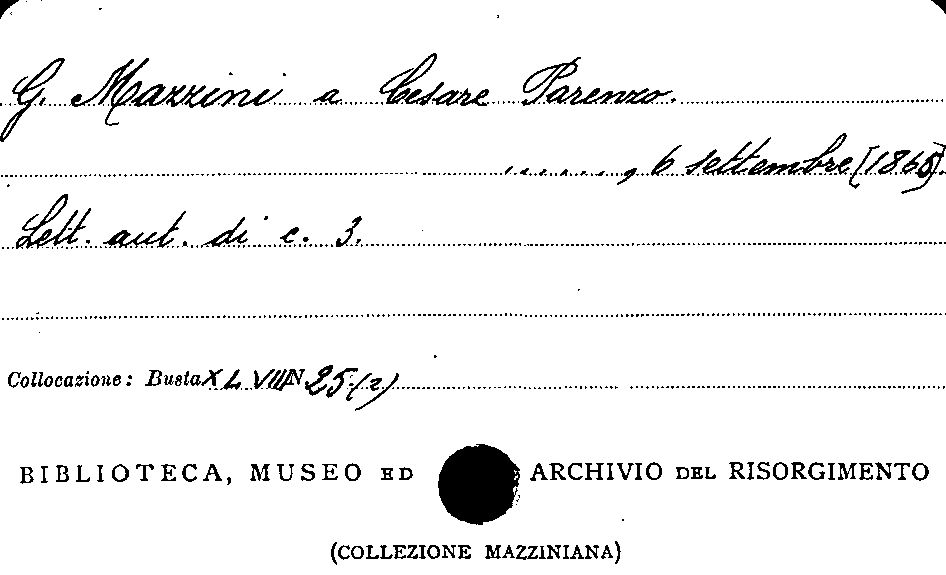 G. Mazzini a Cesare Parenzo.
......, 6 settembre [1865].
Lett. aut. di c. 3.
Collocazione: Busta XLVIII N 25 (2)
BIBLIOTECA, MUSEO ED ARCHIVIO DEL RISORGIMENTO
(COLLEZIONE MAZZINIANA)